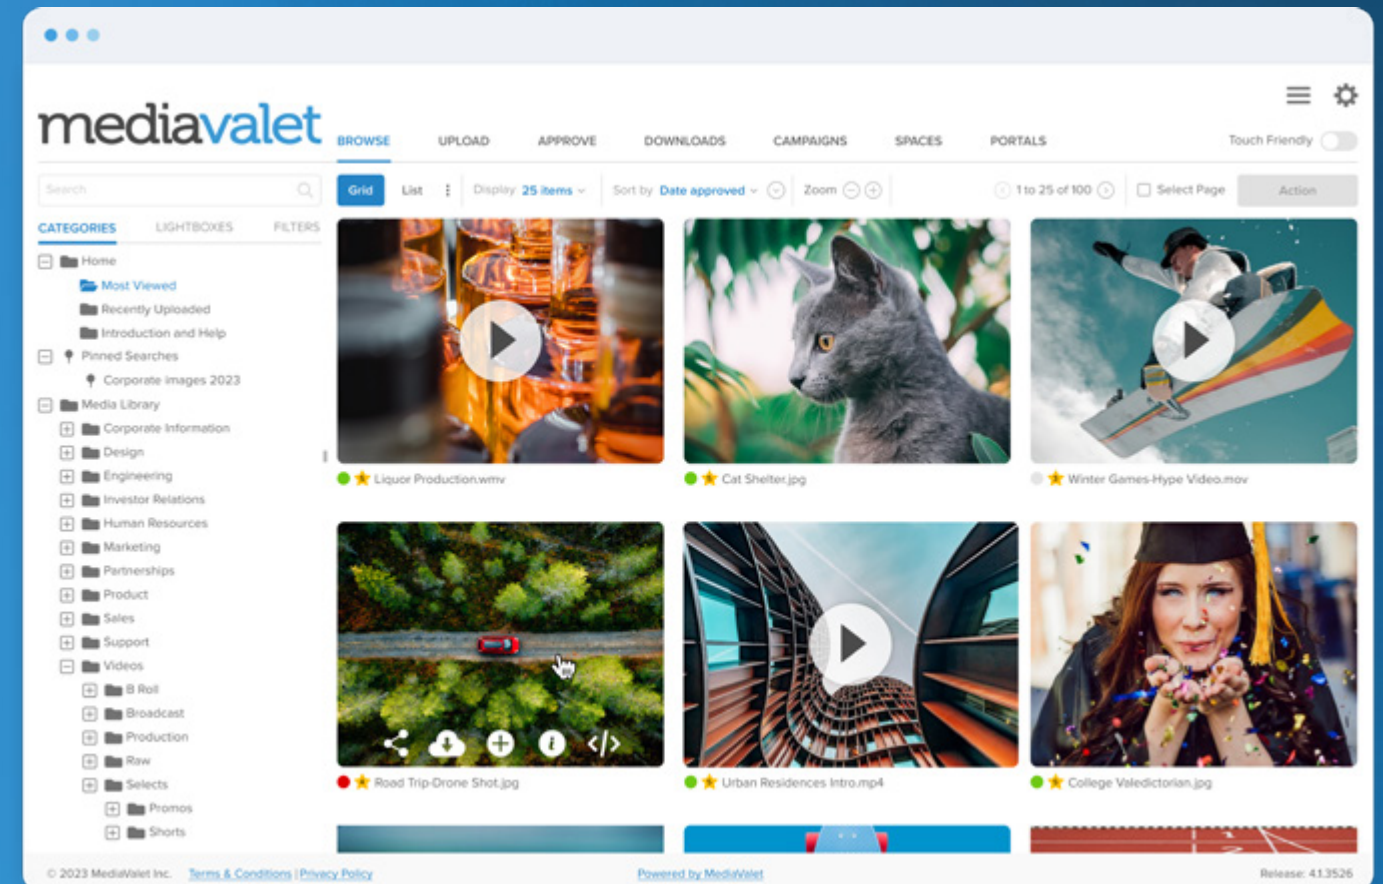 mediavalet
BROWSE UPLOAD APPROVE DOWNLOADS CAMPAIGNS SPACES PORTALS Touch Friendly
Search
Grid List Display 25 items Sort by Date approved Zoom 1 to 25 of 100 Select Page Action
CATEGORIES LIGHTBOXES FILTERS
Home
Most Viewed
Recently Uploaded
Introduction and Help
Pinned Searches
Corporate images 2023
Media Library
Corporate Information
Design
Engineering
Investor Relations
Human Resources
Marketing
Partnerships
Product
Sales
Support
Videos
B Roll
Broadcast
Production
Raw
Selects
Promos
Shorts
Liquor Production.wmv
Cat Shelter.jpg
Winter Games-Hype Video.mov
Road Trip-Drone Shot.jpg
Urban Residences Intro.mp4
College Valedictorian.jpg
© 2023 MediaValet Inc. Terms & Conditions | Privacy Policy Powered by MediaValet Release: 4.1.3526